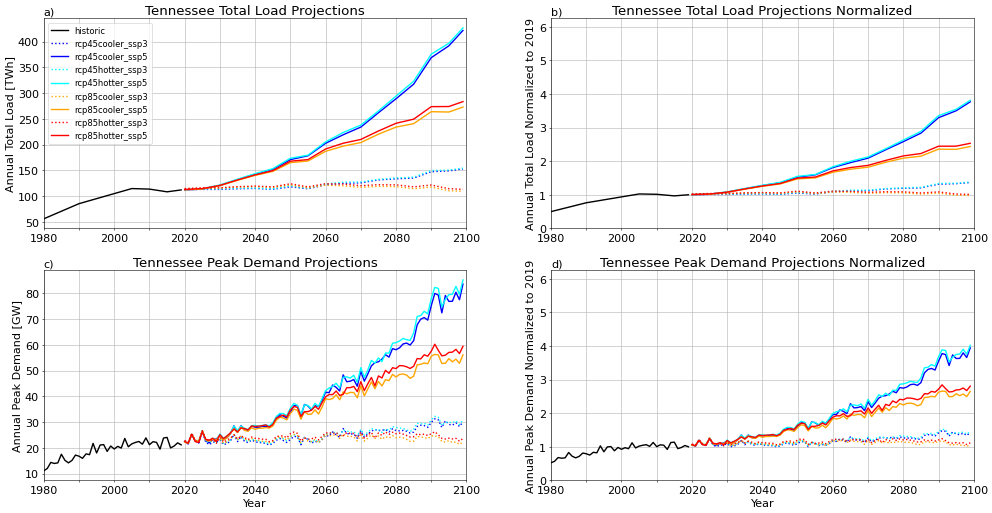 a)
Tennessee Total Load Projections
Annual Total Load [TWh]
400
350
300
250
200
150
100
50
historic
rcp45cooler_ssp3
rcp45cooler_ssp5
rcp45hotter_ssp3
rcp45hotter_ssp5
rcp85cooler_ssp3
rcp85cooler_ssp5
rcp85hotter_ssp3
rcp85hotter_ssp5
1980 2000 2020 2040 2060 2080 2100
b)
Tennessee Total Load Projections Normalized
Annual Total Load Normalized to 2019
6
5
4
3
2
1
0
1980 2000 2020 2040 2060 2080 2100
c)
Tennessee Peak Demand Projections
Annual Peak Demand [GW]
80
70
60
50
40
30
20
10
1980 2000 2020 2040 2060 2080 2100
Year
d)
Tennessee Peak Demand Projections Normalized
Annual Peak Demand Normalized to 2019
6
5
4
3
2
1
0
1980 2000 2020 2040 2060 2080 2100
Year